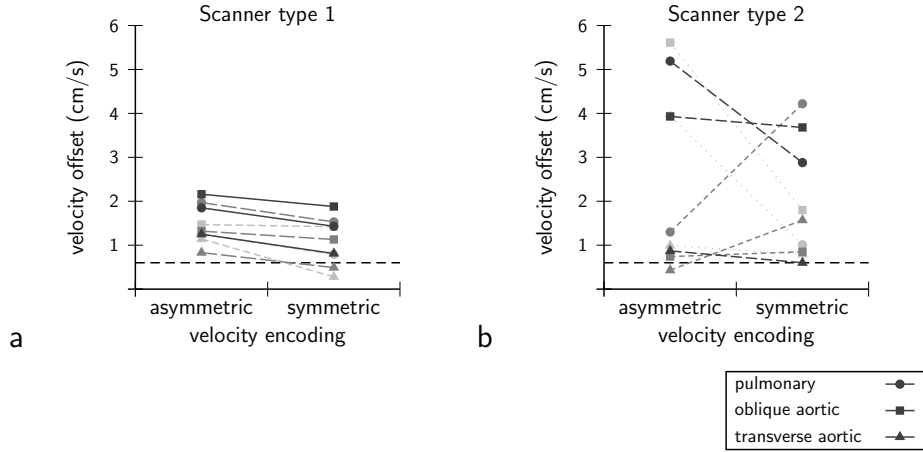 Scanner type 1
6
5
4
3
2
1
velocity offset (cm/s)
asymmetric symmetric
velocity encoding
a
Scanner type 2
6
5
4
3
2
1
velocity offset (cm/s)
asymmetric symmetric
velocity encoding
b
pulmonary
oblique aortic
transverse aortic